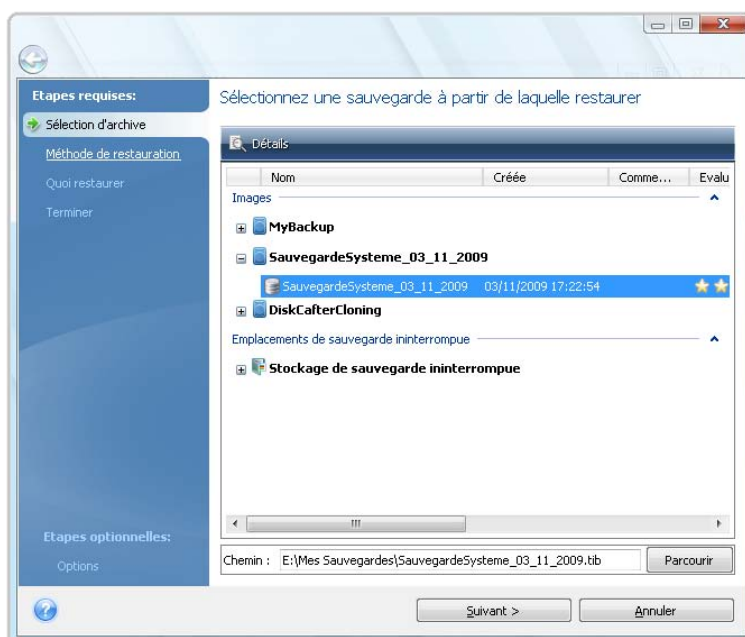 Etapes requises:
Sélection d'archive
Méthode de restauration
Quoi restaurer
Terminer
Etapes optionnelles:
Options
Sélectionnez une sauvegarde à partir de laquelle restaurer
Détails
Nom Créée Comme... Evalu
Images
MyBackup
SauvegardeSysteme_03_11_2009
SauvegardeSysteme_03_11_2009 03/11/2009 17:22:54
DiskCafterCloning
Emplacements de sauvegarde ininterrompue
Stockage de sauvegarde ininterrompue
Chemin : E:\Mes Sauvegardes\SauvegardeSysteme_03_11_2009.tib Parcourir
Suivant > Annuler